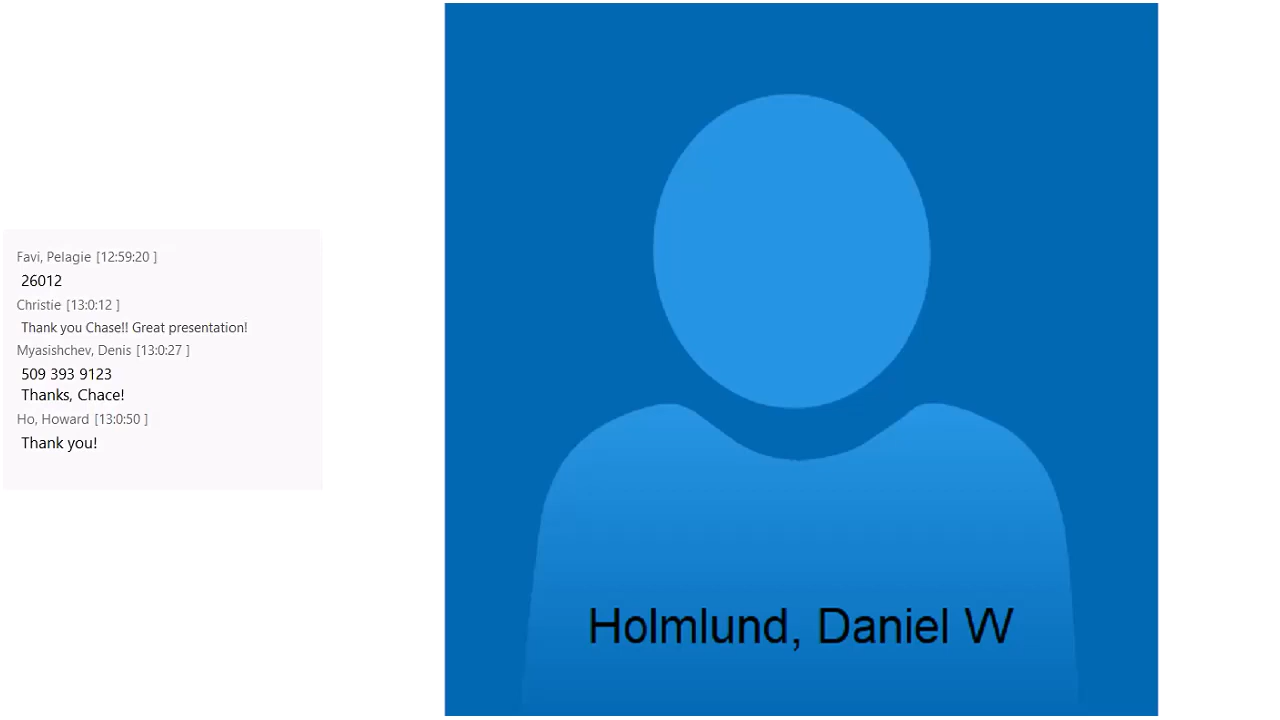 Favi, Pelagie [12:59:20 ]
26012
Christie [13:0:12 ]
Thank you Chase!! Great presentation!
Myasishchev, Denis [13:0:27 ]
509 393 9123
Thanks, Chace!
Ho, Howard [13:0:50 ]
Thank you!
Holmlund, Daniel W